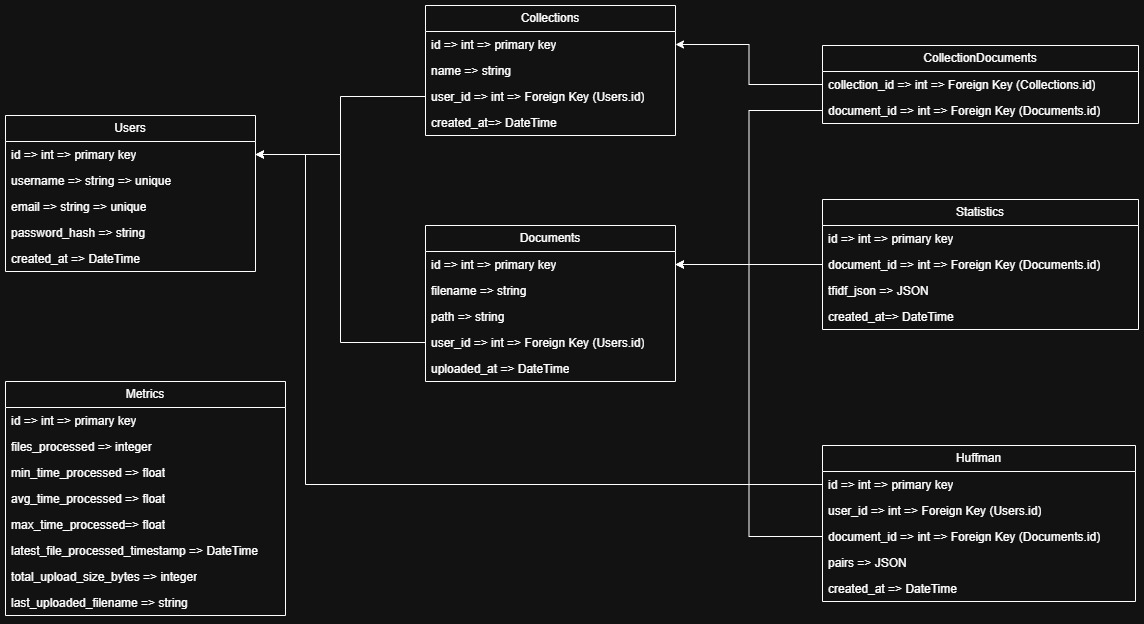 Collections
id => int => primary key
name => string
user_id => int => Foreign Key (Users.id)
created_at=> DateTime
CollectionDocuments
collection_id => int => Foreign Key (Collections.id)
document_id => int => Foreign Key (Documents.id)
Users
id => int => primary key
username => string => unique
email => string => unique
password_hash => string
created_at => DateTime
Documents
id => int => primary key
filename => string
path => string
user_id => int => Foreign Key (Users.id)
uploaded_at => DateTime
Statistics
id => int => primary key
document_id => int => Foreign Key (Documents.id)
tfidf_json => JSON
created_at=> DateTime
Metrics
id => int => primary key
files_processed => integer
min_time_processed => float
avg_time_processed => float
max_time_processed=> float
latest_file_processed_timestamp => DateTime
total_upload_size_bytes => integer
last_uploaded_filename => string
Huffman
id => int => primary key
user_id => int => Foreign Key (Users.id)
document_id => int => Foreign Key (Documents.id)
pairs => JSON
created_at => DateTime